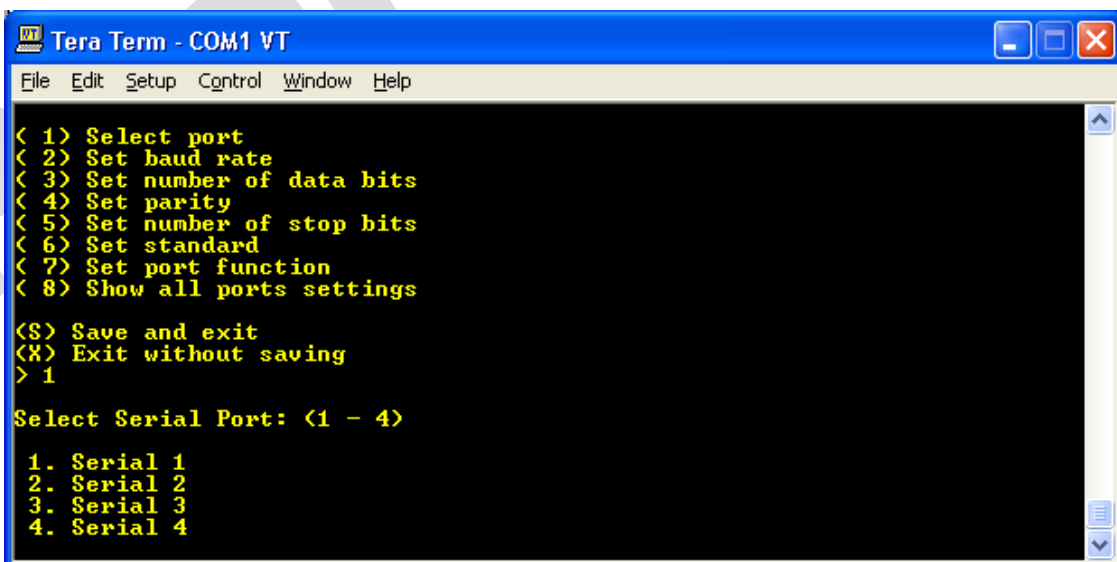 Tera Term - COM1 VT
File Edit Setup Control Window Help
( 1) Select port
( 2) Set baud rate
( 3) Set number of data bits
( 4) Set parity
( 5) Set number of stop bits
( 6) Set standard
( 7) Set port function
( 8) Show all ports settings
(S) Save and exit
(X) Exit without saving
> 1
Select Serial Port: (1 - 4)
1. Serial 1
2. Serial 2
3. Serial 3
4. Serial 4